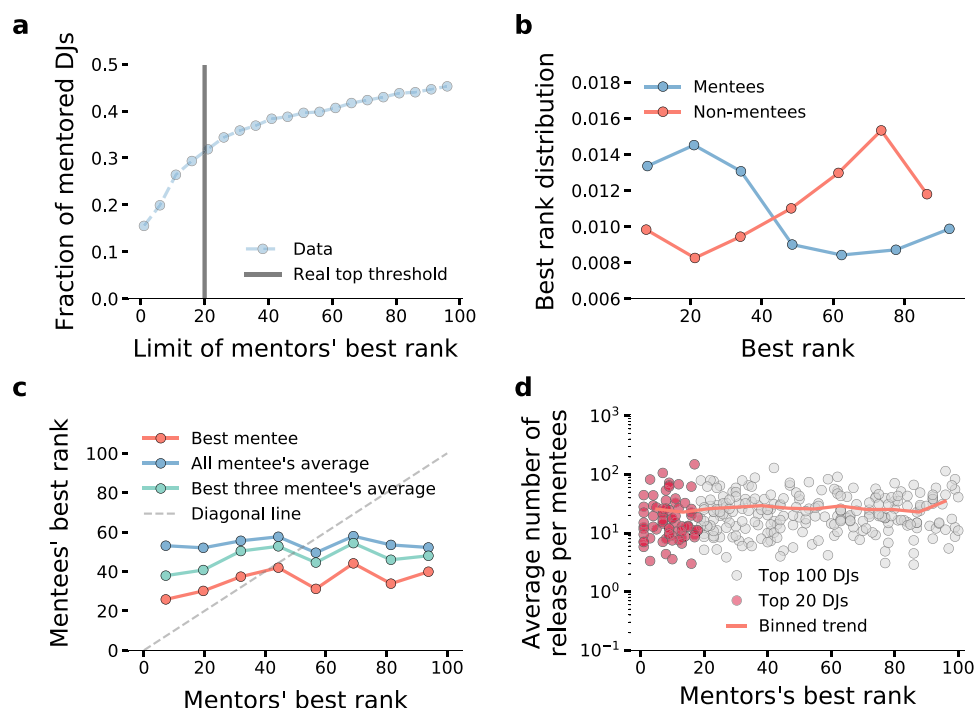 a
Fraction of mentored DJs
0.5
0.4
0.3
0.2
0.1
0.0
Data
Real top threshold
0 20 40 60 80 100
Limit of mentors' best rank
b
Best rank distribution
0.018
0.016
0.014
0.012
0.010
0.008
0.006
Mentees
Non-mentees
20 40 60 80
Best rank
c
Mentees' best rank
Best mentee
All mentee's average
Best three mentee's average
Diagonal line
100
80
60
40
20
0
0 20 40 60 80 100
Mentors' best rank
d
Average number of
release per mentees
10³
10²
10¹
10⁰
10⁻¹
Top 100 DJs
Top 20 DJs
Binned trend
0 20 40 60 80 100
Mentors's best rank